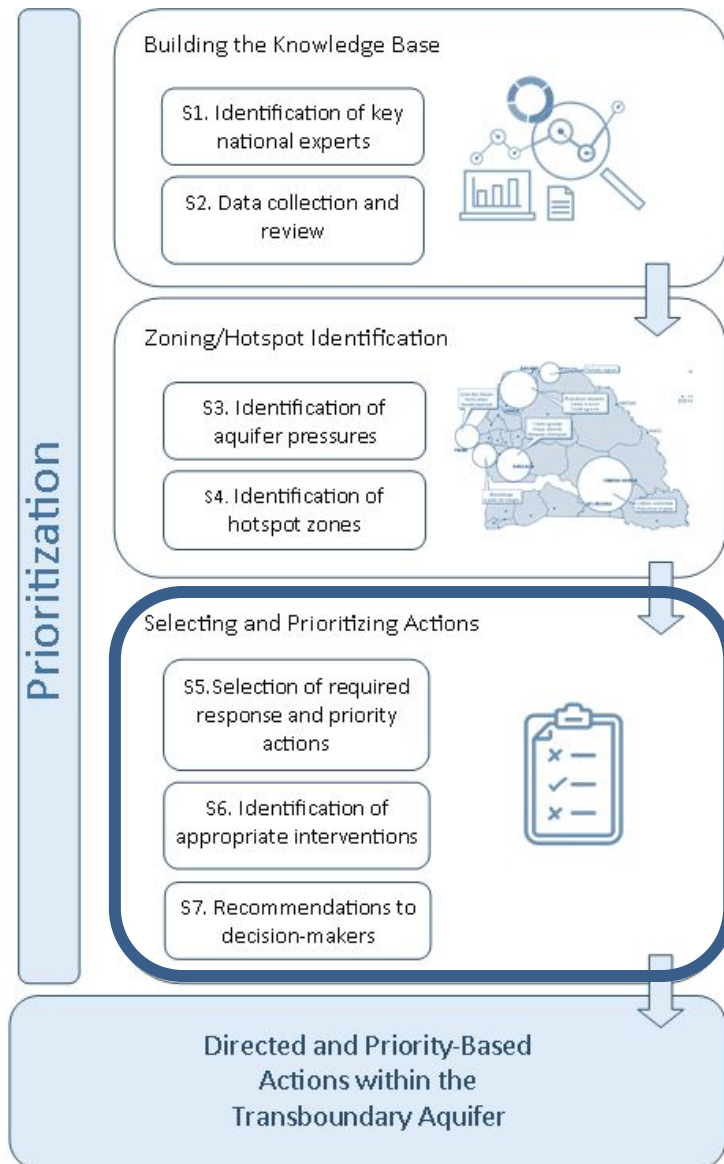 Building the Knowledge Base
S1. Identification of key
national experts
S2. Data collection and
review
Zoning/Hotspot Identification
S3. Identification of
aquifer pressures
S4. Identification of
hotspot zones
Prioritization
Selecting and Prioritizing Actions
S5.Selection of required
response and priority
actions
S6. Identification of
appropriate interventions
S7. Recommendations to
decision-makers
Directed and Priority-Based
Actions within the
Transboundary Aquifer